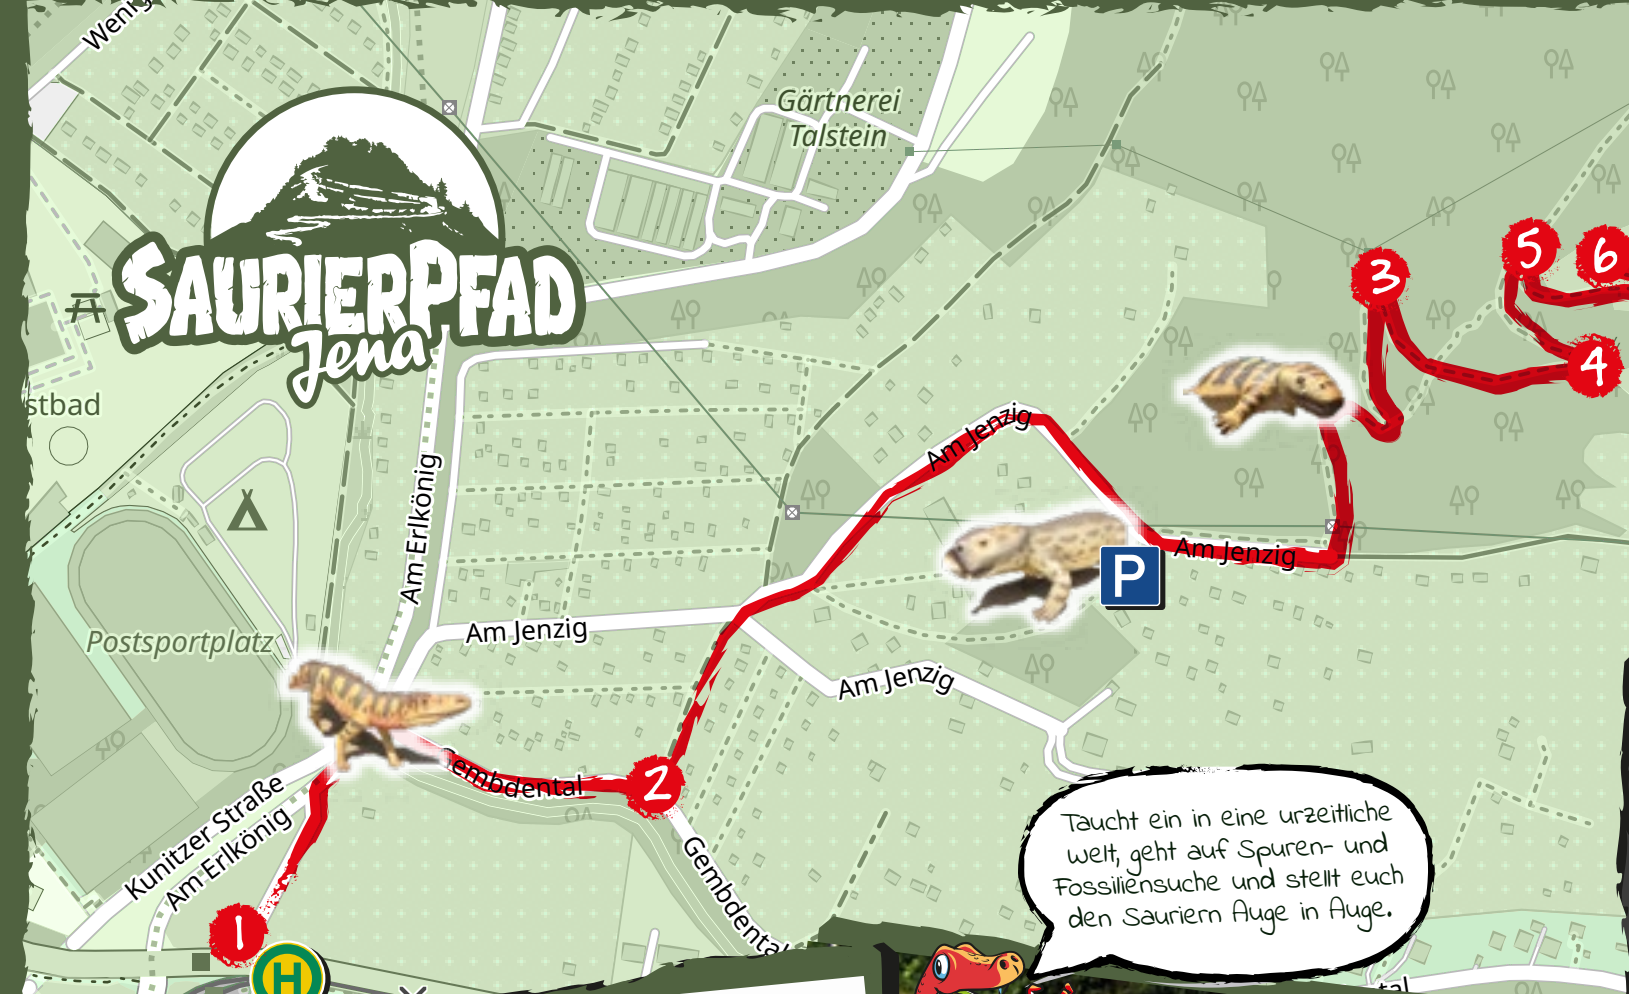 Gärtnerei
Talstein
SAURIERPFAD
Jena
stbad
5
6
3
4
Am Jenzig
Am Erlkönig
Am Jenzig
P
Am Jenzig
Postsportplatz
Am Jenzig
Gembdental
2
Kunitzer Straße
Am Erlkönig
Gembdental
1
H
Taucht ein in eine urzeitliche
Welt, geht auf Spuren- und
Fossiliensuche und stellt euch
den Sauriern Auge in Auge.
tal